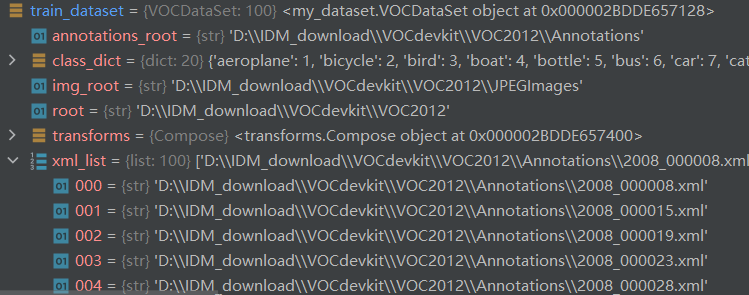 train_dataset = {VOCDataSet: 100} <my_dataset.VOCDataSet object at 0x000002BDDE657128>
01 annotations_root = {str} 'D:\\IDM_download\\VOCdevkit\\VOC2012\\Annotations'
class_dict = {dict: 20} {'aeroplane': 1, 'bicycle': 2, 'bird': 3, 'boat': 4, 'bottle': 5, 'bus': 6, 'car': 7, 'cat
01 img_root = {str} 'D:\\IDM_download\\VOCdevkit\\VOC2012\\JPEGImages'
01 root = {str} 'D:\\IDM_download\\VOCdevkit\\VOC2012'
transforms = {Compose} <transforms.Compose object at 0x000002BDDE657400>
xml_list = {list: 100} ['D:\\IDM_download\\VOCdevkit\\VOC2012\\Annotations\\2008_000008.xml
01 000 = {str} 'D:\\IDM_download\\VOCdevkit\\VOC2012\\Annotations\\2008_000008.xml'
01 001 = {str} 'D:\\IDM_download\\VOCdevkit\\VOC2012\\Annotations\\2008_000015.xml'
01 002 = {str} 'D:\\IDM_download\\VOCdevkit\\VOC2012\\Annotations\\2008_000019.xml'
01 003 = {str} 'D:\\IDM_download\\VOCdevkit\\VOC2012\\Annotations\\2008_000023.xml'
01 004 = {str} 'D:\\IDM_download\\VOCdevkit\\VOC2012\\Annotations\\2008_000028.xml'